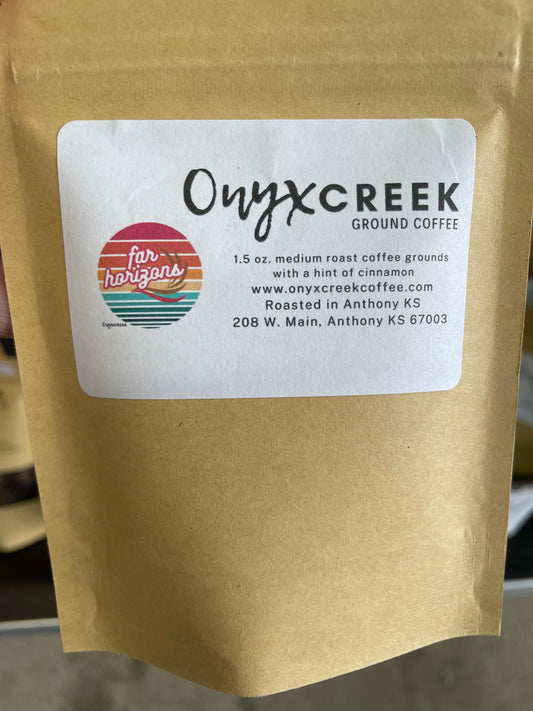 OnyxCREEK
GROUND COFFEE
far
horizons
Onyxcreek
1.5 oz. medium roast coffee grounds
with a hint of cinnamon
www.onyxcreekcoffee.com
Roasted in Anthony KS
208 W. Main, Anthony KS 67003